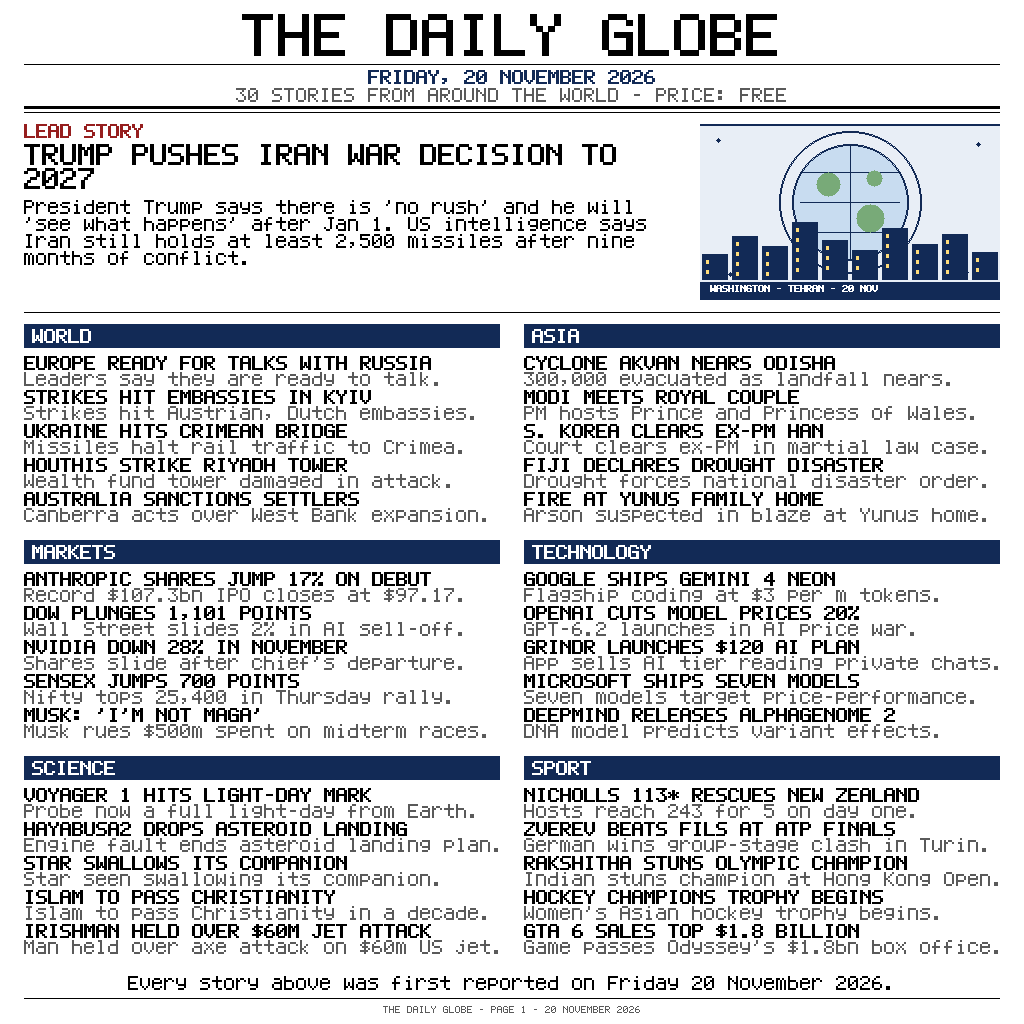 THE DAILY GLOBE
FRIDAY, 20 NOVEMBER 2026
30 STORIES FROM AROUND THE WORLD - PRICE: FREE
LEAD STORY
TRUMP PUSHES IRAN WAR DECISION TO
2027
President Trump says there is 'no rush' and he will
'see what happens' after Jan 1. US intelligence says
Iran still holds at least 2,500 missiles after nine
months of conflict.
WASHINGTON - TEHRAN - 20 NOV
WORLD
EUROPE READY FOR TALKS WITH RUSSIA
Leaders say they are ready to talk.
STRIKES HIT EMBASSIES IN KYIV
Strikes hit Austrian, Dutch embassies.
UKRAINE HITS CRIMEAN BRIDGE
Missiles halt rail traffic to Crimea.
HOUTHIS STRIKE RIYADH TOWER
Wealth fund tower damaged in attack.
AUSTRALIA SANCTIONS SETTLERS
Canberra acts over West Bank expansion.
ASIA
CYCLONE AKVAN NEARS ODISHA
300,000 evacuated as landfall nears.
MODI MEETS ROYAL COUPLE
PM hosts Prince and Princess of Wales.
S. KOREA CLEARS EX-PM HAN
Court clears ex-PM in martial law case.
FIJI DECLARES DROUGHT DISASTER
Drought forces national disaster order.
FIRE AT YUNUS FAMILY HOME
Arson suspected in blaze at Yunus home.
MARKETS
ANTHROPIC SHARES JUMP 17% ON DEBUT
Record $107.3bn IPO closes at $97.17.
DOW PLUNGES 1,101 POINTS
Wall Street slides 2% in AI sell-off.
NVIDIA DOWN 28% IN NOVEMBER
Shares slide after chief's departure.
SENSEX JUMPS 700 POINTS
Nifty tops 25,400 in Thursday rally.
MUSK: 'I'M NOT MAGA'
Musk rues $500m spent on midterm races.
TECHNOLOGY
GOOGLE SHIPS GEMINI 4 NEON
Flagship coding at $3 per m tokens.
OPENAI CUTS MODEL PRICES 20%
GPT-6.2 launches in AI price war.
GRINDR LAUNCHES $120 AI PLAN
App sells AI tier reading private chats.
MICROSOFT SHIPS SEVEN MODELS
Seven models target price-performance.
DEEPMIND RELEASES ALPHAGENOME 2
DNA model predicts variant effects.
SCIENCE
VOYAGER 1 HITS LIGHT-DAY MARK
Probe now a full light-day from Earth.
HAYABUSA2 DROPS ASTEROID LANDING
Engine fault ends asteroid landing plan.
STAR SWALLOWS ITS COMPANION
Star seen swallowing its companion.
ISLAM TO PASS CHRISTIANITY
Islam to pass Christianity in a decade.
IRISHMAN HELD OVER $60M JET ATTACK
Man held over axe attack on $60m US jet.
SPORT
NICHOLLS 113* RESCUES NEW ZEALAND
Hosts reach 243 for 5 on day one.
ZVEREV BEATS FILS AT ATP FINALS
German wins group-stage clash in Turin.
RAKSHITHA STUNS OLYMPIC CHAMPION
Indian stuns champion at Hong Kong Open.
HOCKEY CHAMPIONS TROPHY BEGINS
Women's Asian hockey trophy begins.
GTA 6 SALES TOP $1.8 BILLION
Game passes Odyssey's $1.8bn box office.
Every story above was first reported on Friday 20 November 2026.
THE DAILY GLOBE - PAGE 1 - 20 NOVEMBER 2026